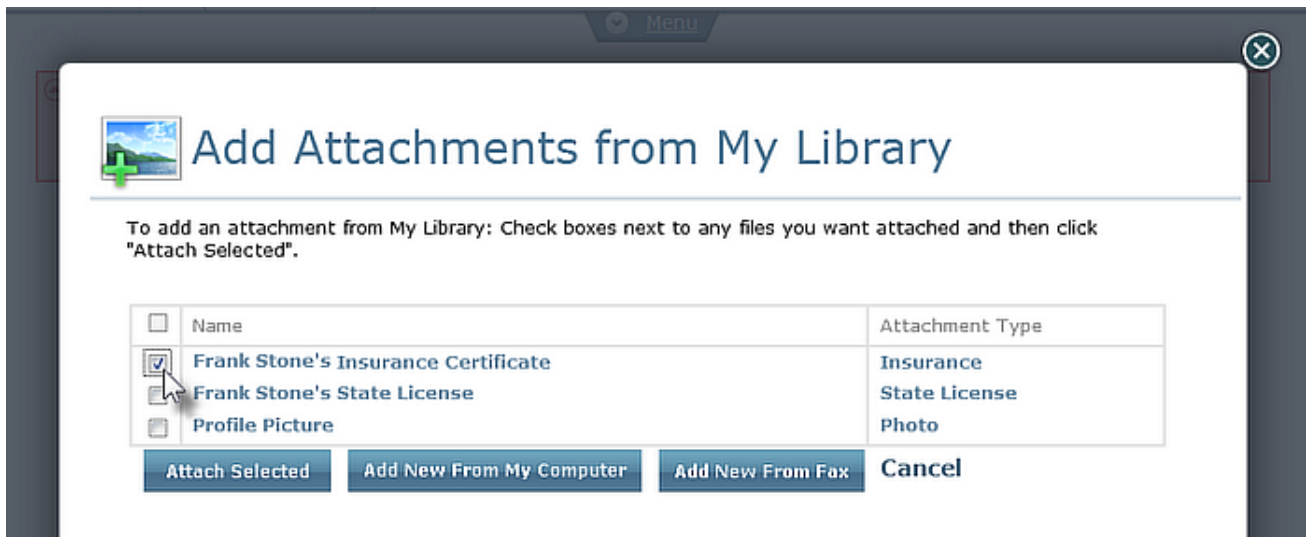 Menu
Add Attachments from My Library
To add an attachment from My Library: Check boxes next to any files you want attached and then click
"Attach Selected".
Name Attachment Type
Frank Stone's Insurance Certificate Insurance
Frank Stone's State License State License
Profile Picture Photo
Attach Selected Add New From My Computer Add New From Fax Cancel